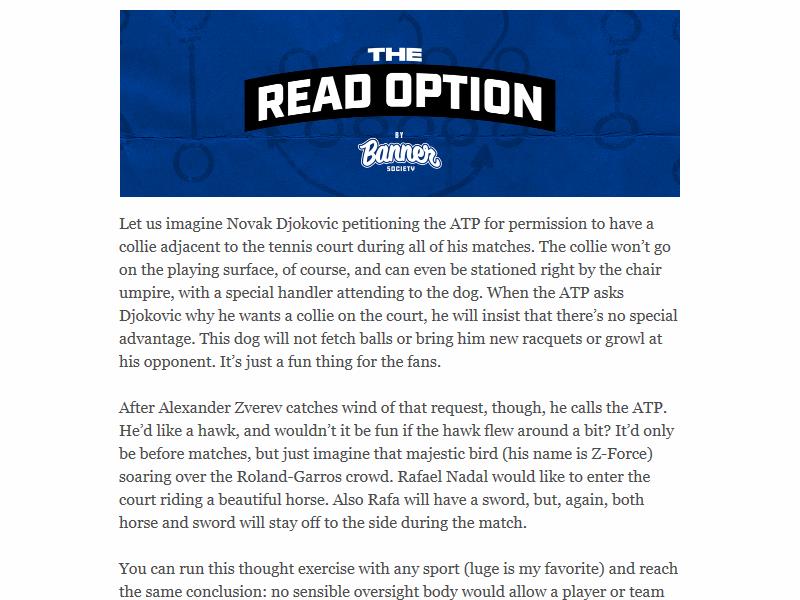 THE
READ OPTION
BY
Banner
SOCIETY
Let us imagine Novak Djokovic petitioning the ATP for permission to have a
collie adjacent to the tennis court during all of his matches. The collie won’t go
on the playing surface, of course, and can even be stationed right by the chair
umpire, with a special handler attending to the dog. When the ATP asks
Djokovic why he wants a collie on the court, he will insist that there’s no special
advantage. This dog will not fetch balls or bring him new racquets or growl at
his opponent. It’s just a fun thing for the fans.
After Alexander Zverev catches wind of that request, though, he calls the ATP.
He’d like a hawk, and wouldn’t it be fun if the hawk flew around a bit? It’d only
be before matches, but just imagine that majestic bird (his name is Z-Force)
soaring over the Roland-Garros crowd. Rafael Nadal would like to enter the
court riding a beautiful horse. Also Rafa will have a sword, but, again, both
horse and sword will stay off to the side during the match.
You can run this thought exercise with any sport (luge is my favorite) and reach
the same conclusion: no sensible oversight body would allow a player or team